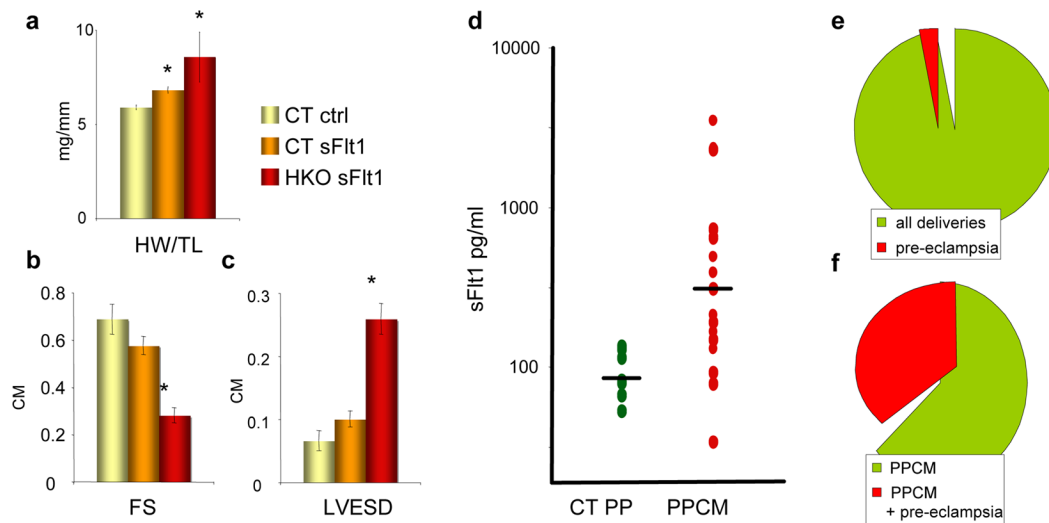 a
10
*
*
5
mg/mm
0
HW/TL
CT ctrl
CT sFlt1
HKO sFlt1
b
0.8
0.6
0.4
*
0.2
0
CM
FS
c
0.3
*
0.2
0.1
0.0
CM
LVESD
d
10000
1000
100
sFlt1 pg/ml
CT PP
PPCM
e
all deliveries
pre-eclampsia
f
PPCM
PPCM
+ pre-eclampsia